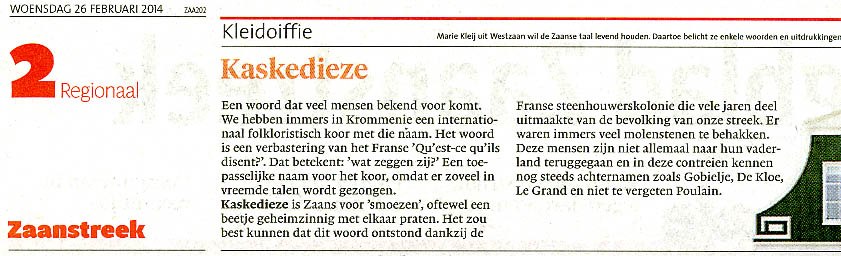 WOENSDAG 26 FEBRUARI 2014 ZAA202
2 Regionaal
Zaanstreek
Kleidoiffie
Marie Kleij uit Westzaan wil de Zaanse taal levend houden. Daartoe belicht ze enkele woorden en uitdrukkingen
Kaskedieze
Een woord dat veel mensen bekend voor komt.
We hebben immers in Krommenie een internatio-
naal folkloristisch koor met die naam. Het woord
is een verbastering van het Franse 'Qu'est-ce qu'ils
disent?'. Dat betekent: 'wat zeggen zij?' Een toe-
passelijke naam voor het koor, omdat er zoveel in
vreemde talen wordt gezongen.
Kaskedieze is Zaans voor 'smoezen', oftewel een
beetje geheimzinnig met elkaar praten. Het zou
best kunnen dat dit woord ontstond dankzij de
Franse steenhouwerskolonie die vele jaren deel
uitmaakte van de bevolking van onze streek. Er
waren immers veel molenstenen te behakken.
Deze mensen zijn niet allemaal naar hun vader-
land teruggegaan en in deze contreien kennen
nog steeds achternamen zoals Gobielje, De Kloe,
Le Grand en niet te vergeten Poulain.